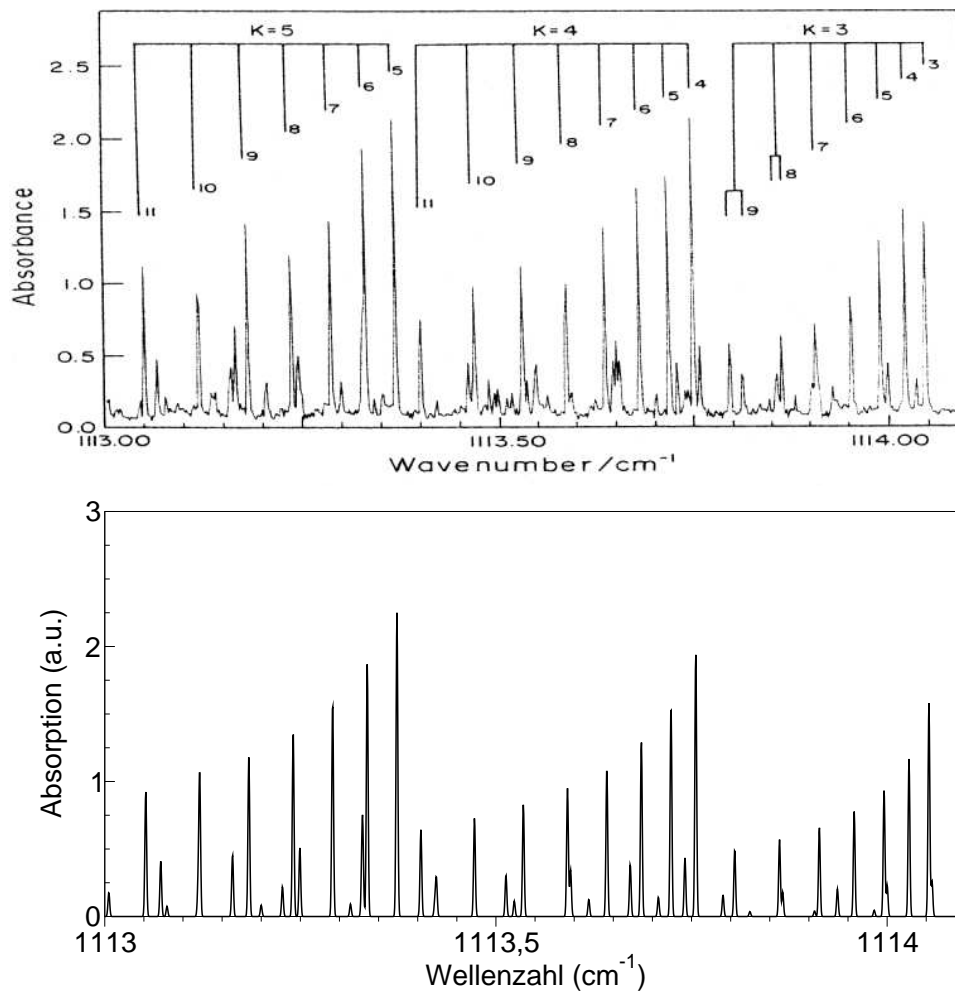 K=5 K=4 K=3
2.5
2.0
1.5
1.0
0.5
0.0
Absorbance
11 10 9 8 7 6 5
11 10 9 8 7 6 5 4
9 8 7 6 5 4 3
1113.00 1113.50 1114.00
Wavenumber/cm⁻¹
3
2
1
0
Absorption (a.u.)
1113 1113,5 1114
Wellenzahl (cm⁻¹)